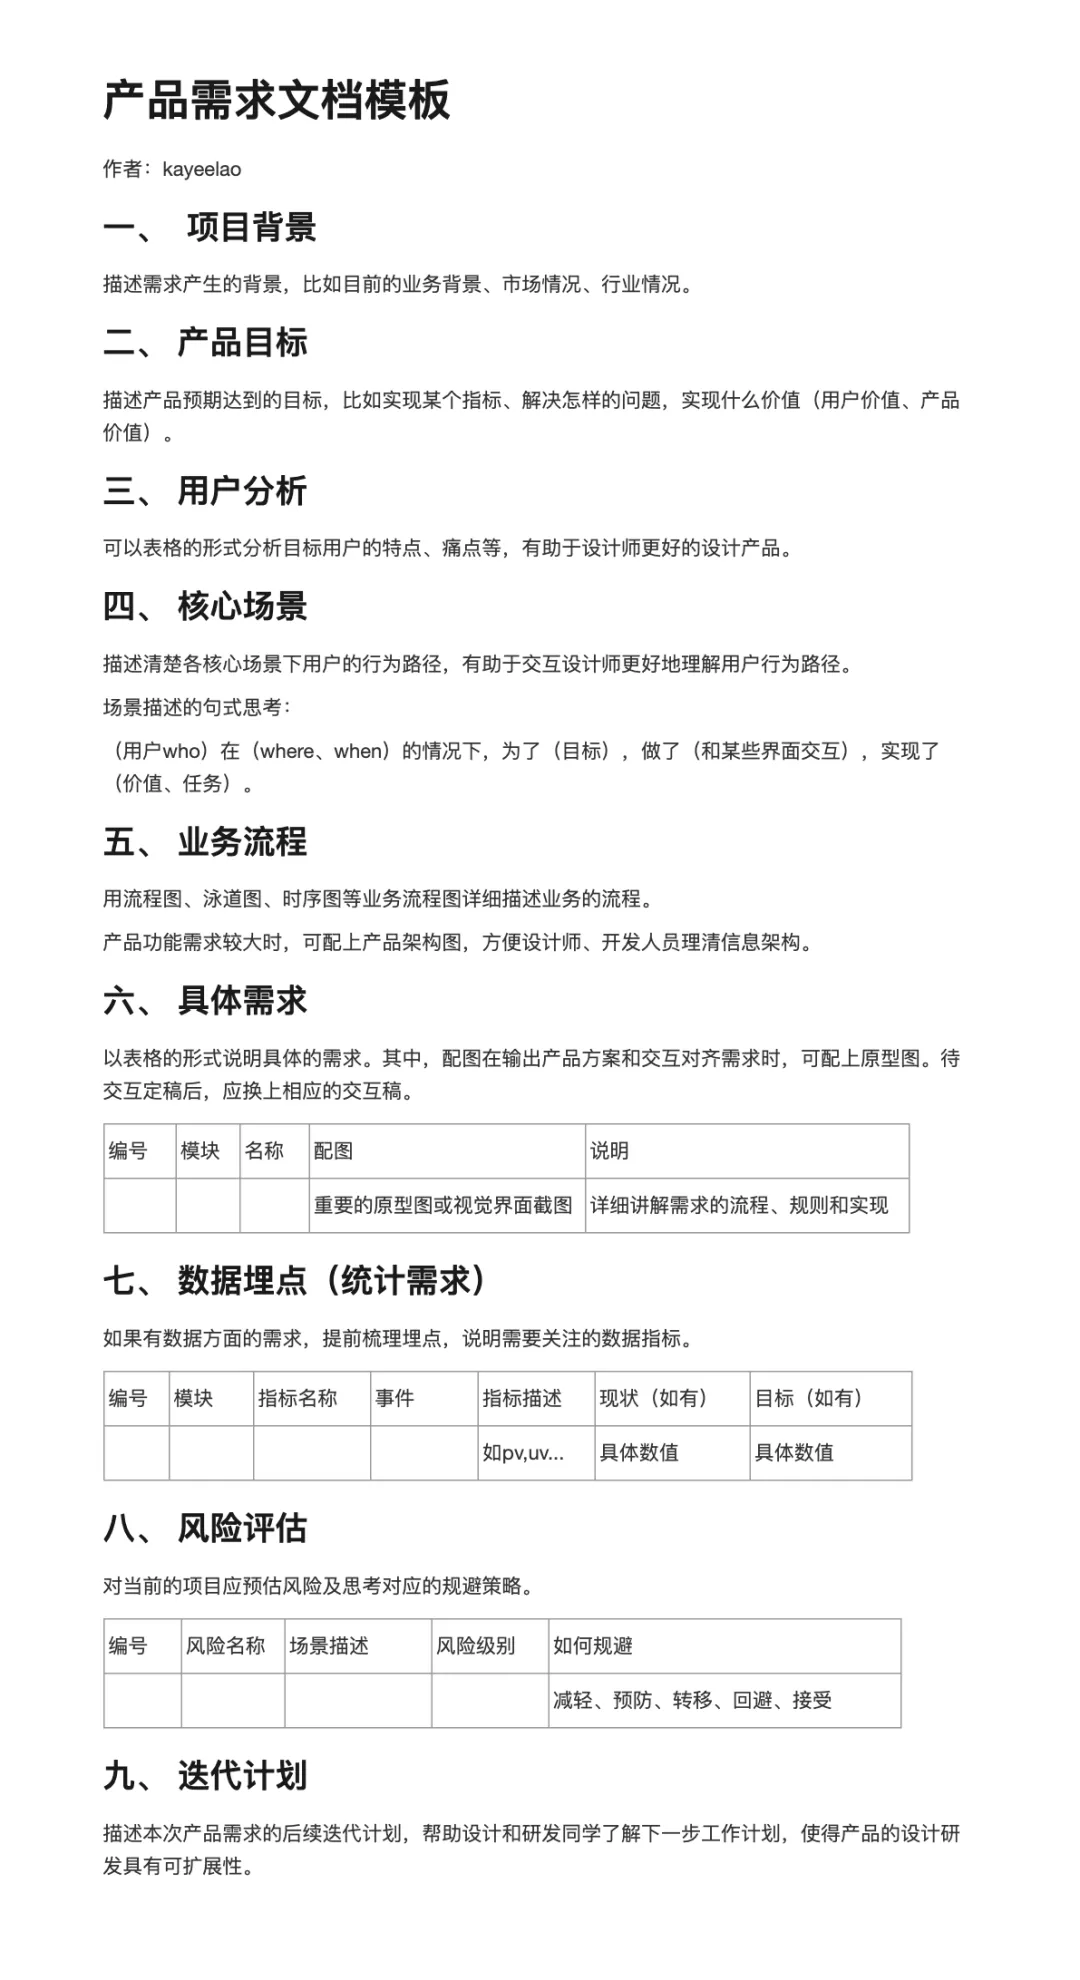 产品需求文档模板
作者：kayeelao
一、 项目背景
描述需求产生的背景，比如目前的业务背景、市场情况、行业情况。
二、 产品目标
描述产品预期达到的目标，比如实现某个指标、解决怎样的问题，实现什么价值（用户价值、产品
价值）。
三、 用户分析
可以表格的形式分析目标用户的特点、痛点等，有助于设计师更好的设计产品。
四、 核心场景
描述清楚各核心场景下用户的行为路径，有助于交互设计师更好地理解用户行为路径。
场景描述的句式思考：
（用户who）在（where、when）的情况下，为了（目标），做了（和某些界面交互），实现了
（价值、任务）。
五、 业务流程
用流程图、泳道图、时序图等业务流程图详细描述业务的流程。
产品功能需求较大时，可配上产品架构图，方便设计师、开发人员理清信息架构。
六、 具体需求
以表格的形式说明具体的需求。其中，配图在输出产品方案和交互对齐需求时，可配上原型图。待
交互定稿后，应换上相应的交互稿。
编号 模块 名称 配图 说明
重要的原型图或视觉界面截图 详细讲解需求的流程、规则和实现
七、 数据埋点（统计需求）
如果有数据方面的需求，提前梳理埋点，说明需要关注的数据指标。
编号 模块 指标名称 事件 指标描述 现状（如有） 目标（如有）
如pv,uv... 具体数值 具体数值
八、 风险评估
对当前的项目应预估风险及思考对应的规避策略。
编号 风险名称 场景描述 风险级别 如何规避
减轻、预防、转移、回避、接受
九、 迭代计划
描述本次产品需求的后续迭代计划，帮助设计和研发同学了解下一步工作计划，使得产品的设计研
发具有可扩展性。